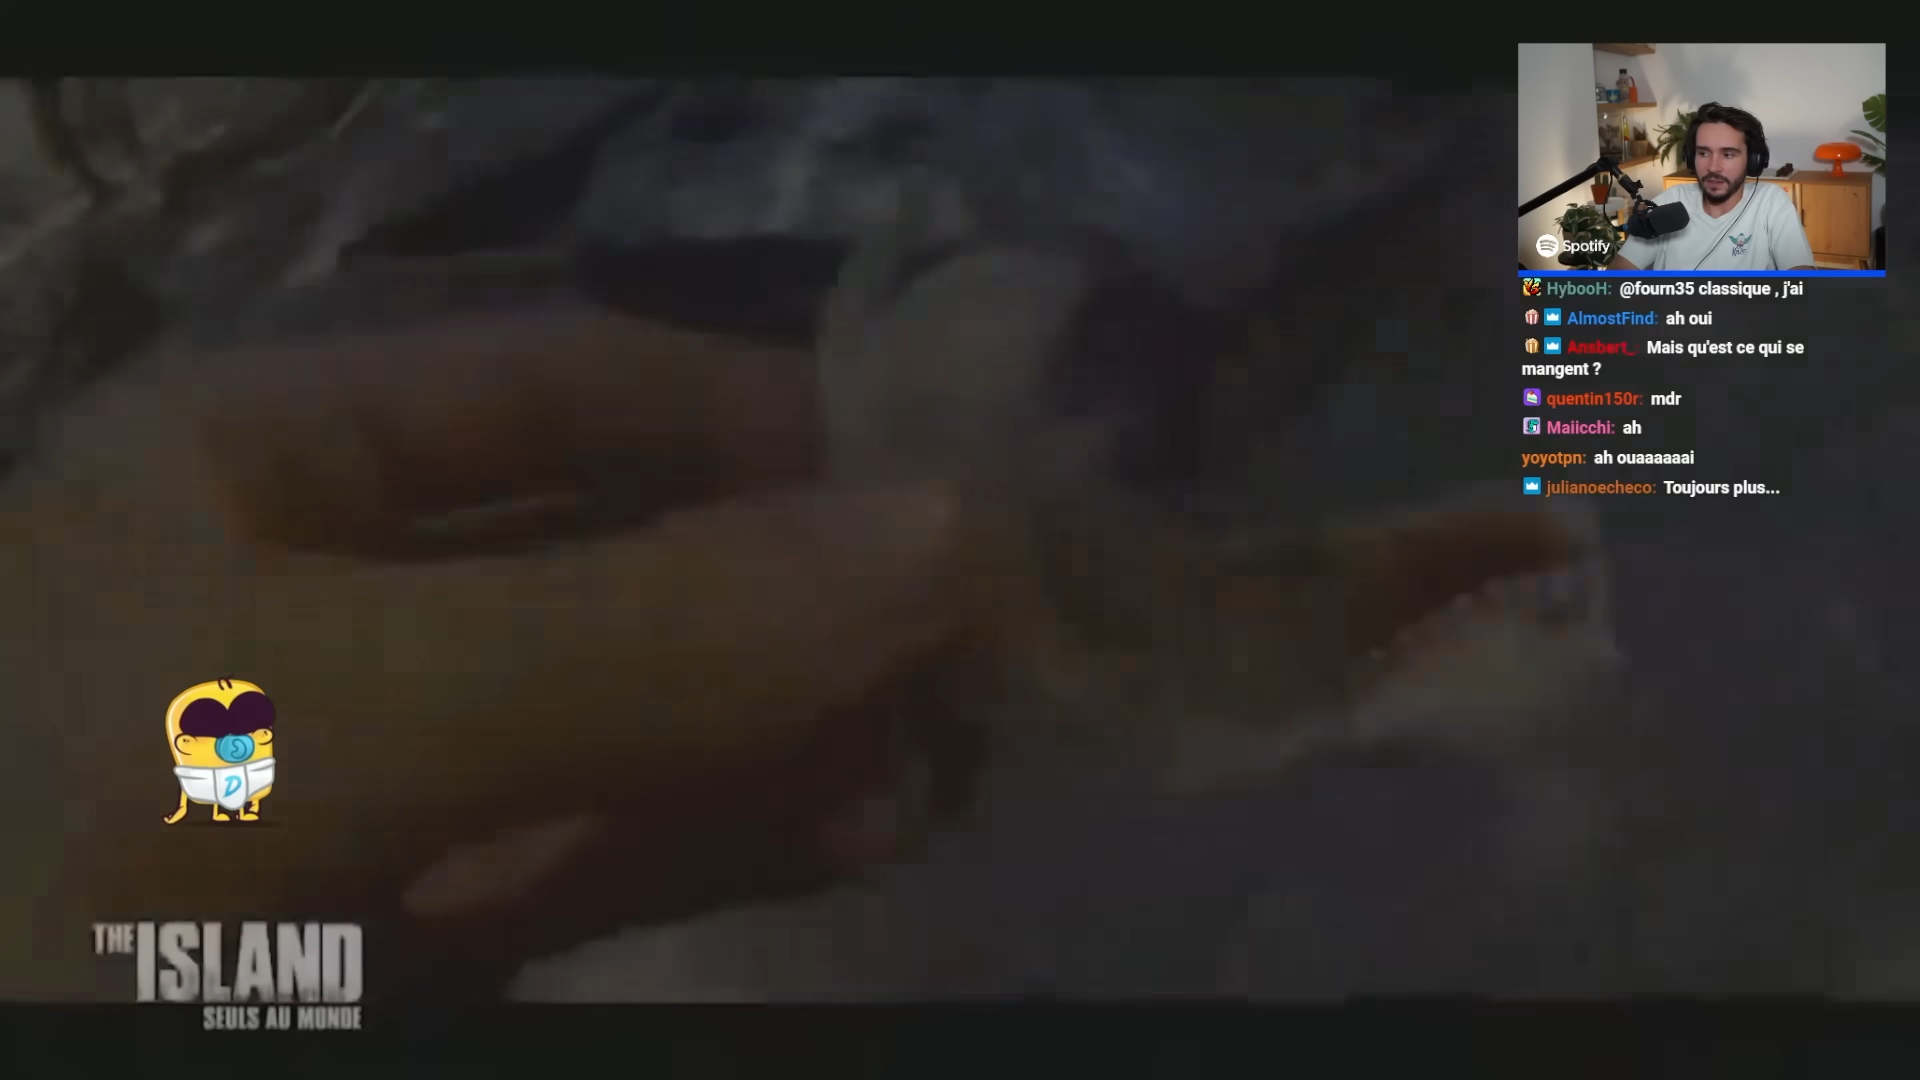 Spotify
HybooH: @fourn35 classique , j'ai
AlmostFind: ah oui
Ansbert_: Mais qu'est ce qui se
mangent ?
quentin150r: mdr
Maiicchi: ah
yoyotpn: ah ouaaaaaai
julianoecheco: Toujours plus...
D
THE ISLAND
SEULS AU MONDE